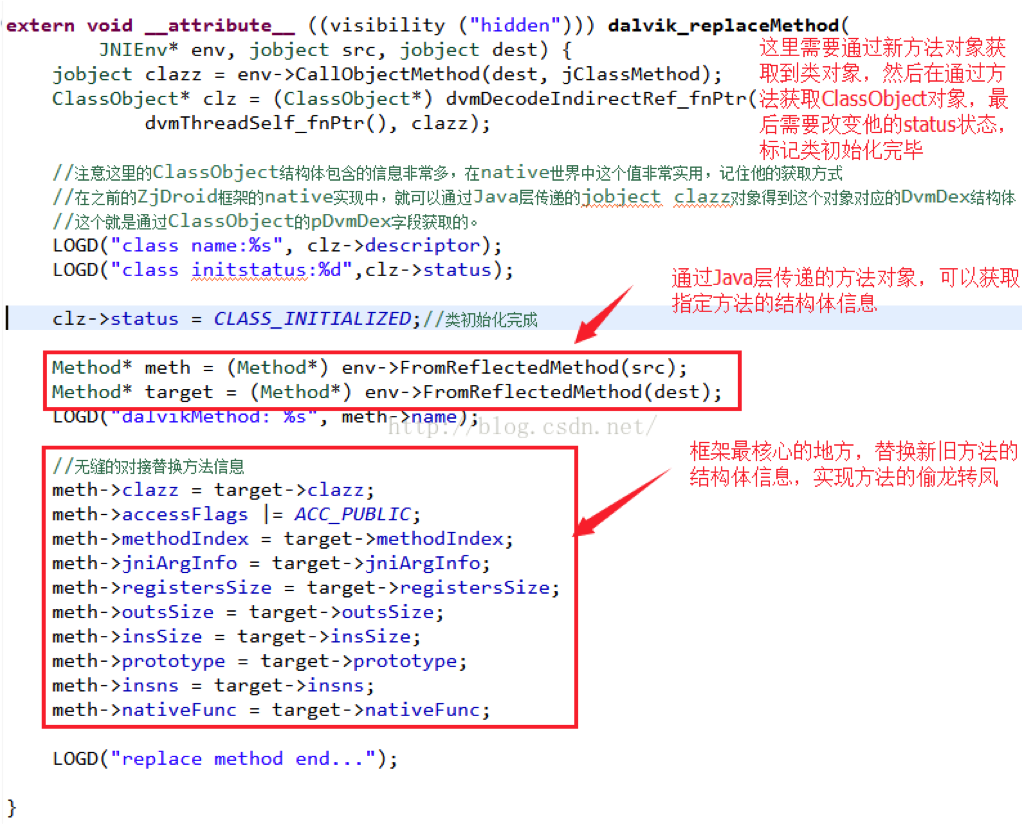 extern void __attribute__ ((visibility ("hidden"))) dalvik_replaceMethod(
JNIEnv* env, jobject src, jobject dest) {
jobject clazz = env->CallObjectMethod(dest, jClassMethod);
ClassObject* clz = (ClassObject*) dvmDecodeIndirectRef_fnPtr(
dvmThreadSelf_fnPtr(), clazz);
这里需要通过新方法对象获
取到类对象，然后在通过方
法获取ClassObject对象，最
后需要改变他的status状态，
标记类初始化完毕
//注意这里的ClassObject结构体包含的信息非常多，在native世界中这个值非常实用，记住他的获取方式
//在之前的ZjDroid框架的native实现中，就可以通过Java层传递的jobject clazz对象得到这个对象对应的DvmDex结构体
//这个就是通过ClassObject的pDvmDex字段获取的。
LOGD("class name:%s", clz->descriptor);
LOGD("class initstatus:%d",clz->status);
通过Java层传递的方法对象，可以获取
指定方法的结构体信息
clz->status = CLASS_INITIALIZED;//类初始化完成
Method* meth = (Method*) env->FromReflectedMethod(src);
Method* target = (Method*) env->FromReflectedMethod(dest);
LOGD("dalvikMethod: %s", meth->name);
http://blog.csdn.net/
框架最核心的地方，替换新旧方法的
结构体信息，实现方法的偷龙转凤
//无缝的对接替换方法信息
meth->clazz = target->clazz;
meth->accessFlags |= ACC_PUBLIC;
meth->methodIndex = target->methodIndex;
meth->jniArgInfo = target->jniArgInfo;
meth->registersSize = target->registersSize;
meth->outsSize = target->outsSize;
meth->insSize = target->insSize;
meth->prototype = target->prototype;
meth->insns = target->insns;
meth->nativeFunc = target->nativeFunc;
LOGD("replace method end...");
}